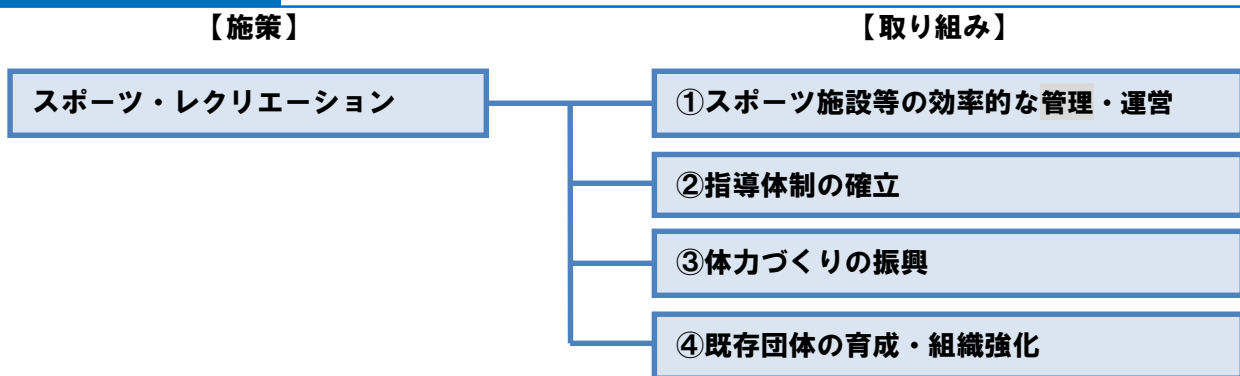 【施策】
【取り組み】
スポーツ・レクリエーション
①スポーツ施設等の効率的な管理・運営
②指導体制の確立
③体力づくりの振興
④既存団体の育成・組織強化